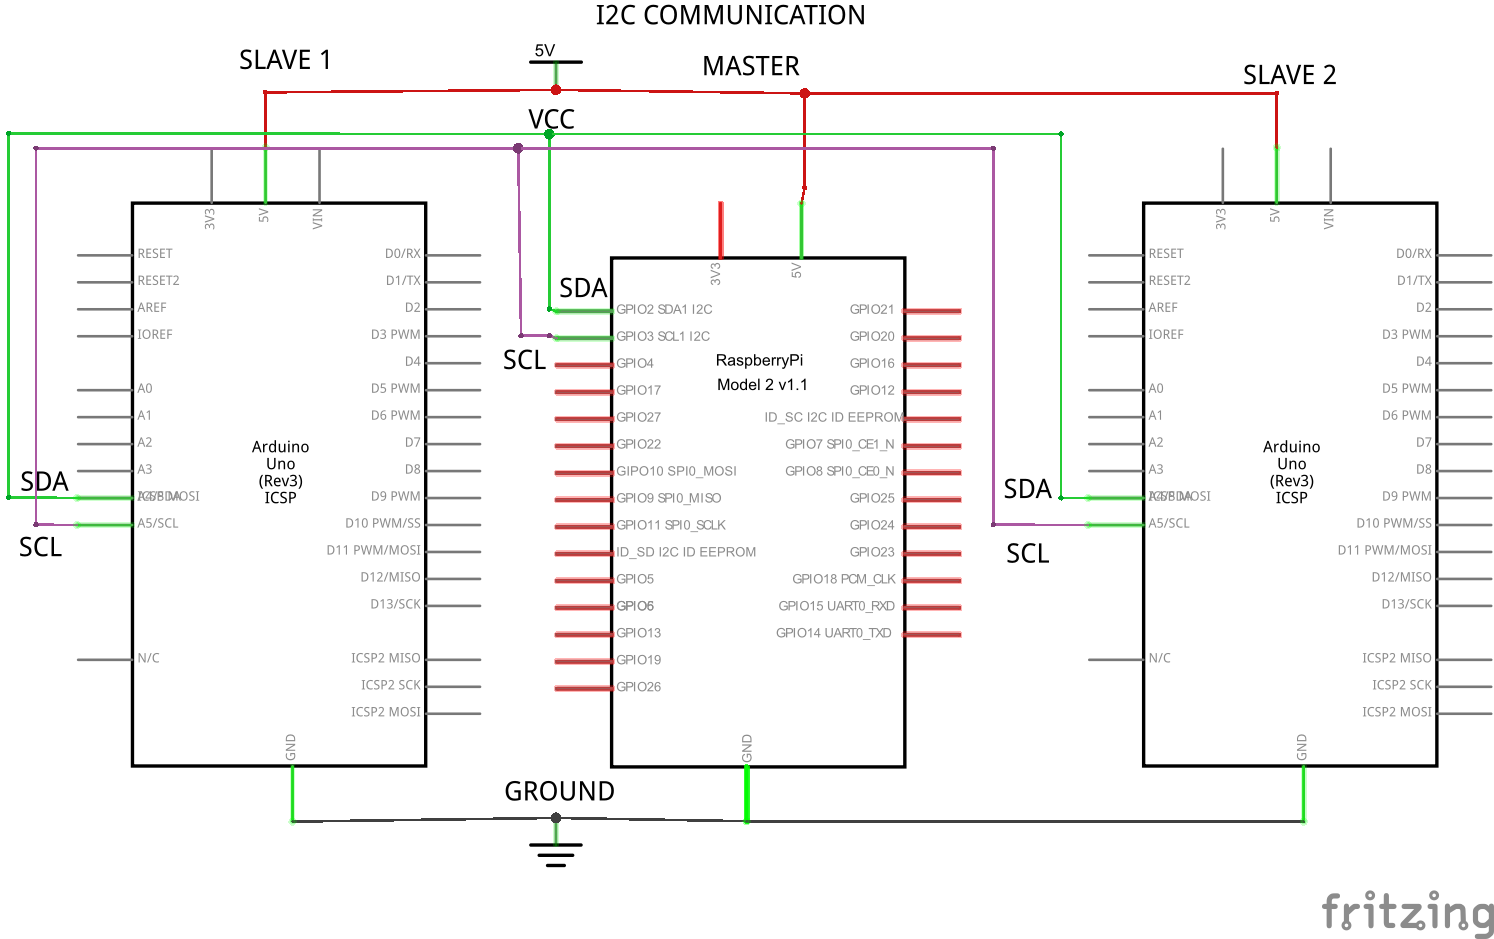 I2C COMMUNICATION
5V
SLAVE 1
MASTER
SLAVE 2
VCC
3V3
5V
VIN
RESET
RESET2
AREF
IOREF
A0
A1
A2
A3
A5/SCL
N/C
D0/RX
D1/TX
D2
D3 PWM
D4
D5 PWM
D6 PWM
D7
D8
D9 PWM
D10 PWM/SS
D11 PWM/MOSI
D12/MISO
D13/SCK
ICSP2 MISO
ICSP2 SCK
ICSP2 MOSI
GND
Arduino
Uno
(Rev3)
ICSP
SDA
SCL
3V3
5V
SDA
SCL
GPIO2 SDA1 I2C
GPIO3 SCL1 I2C
GPIO4
GPIO17
GPIO27
GPIO22
GIPO10 SPI0_MOSI
GPIO9 SPI0_MISO
GPIO11 SPI0_SCLK
ID_SD I2C ID EEPROM
GPIO5
GPIO6
GPIO13
GPIO19
GPIO26
RaspberryPi
Model 2 v1.1
GPIO21
GPIO20
GPIO16
GPIO12
ID_SC I2C ID EEPROM
GPIO7 SPI0_CE1_N
GPIO8 SPI0_CE0_N
GPIO25
GPIO24
GPIO23
GPIO18 PCM_CLK
GPIO15 UART0_RXD
GPIO14 UART0_TXD
GND
3V3
5V
VIN
RESET
RESET2
AREF
IOREF
A0
A1
A2
A3
A5/SCL
N/C
D0/RX
D1/TX
D2
D3 PWM
D4
D5 PWM
D6 PWM
D7
D8
D9 PWM
D10 PWM/SS
D11 PWM/MOSI
D12/MISO
D13/SCK
ICSP2 MISO
ICSP2 SCK
ICSP2 MOSI
GND
Arduino
Uno
(Rev3)
ICSP
SDA
SCL
GROUND
fritzing